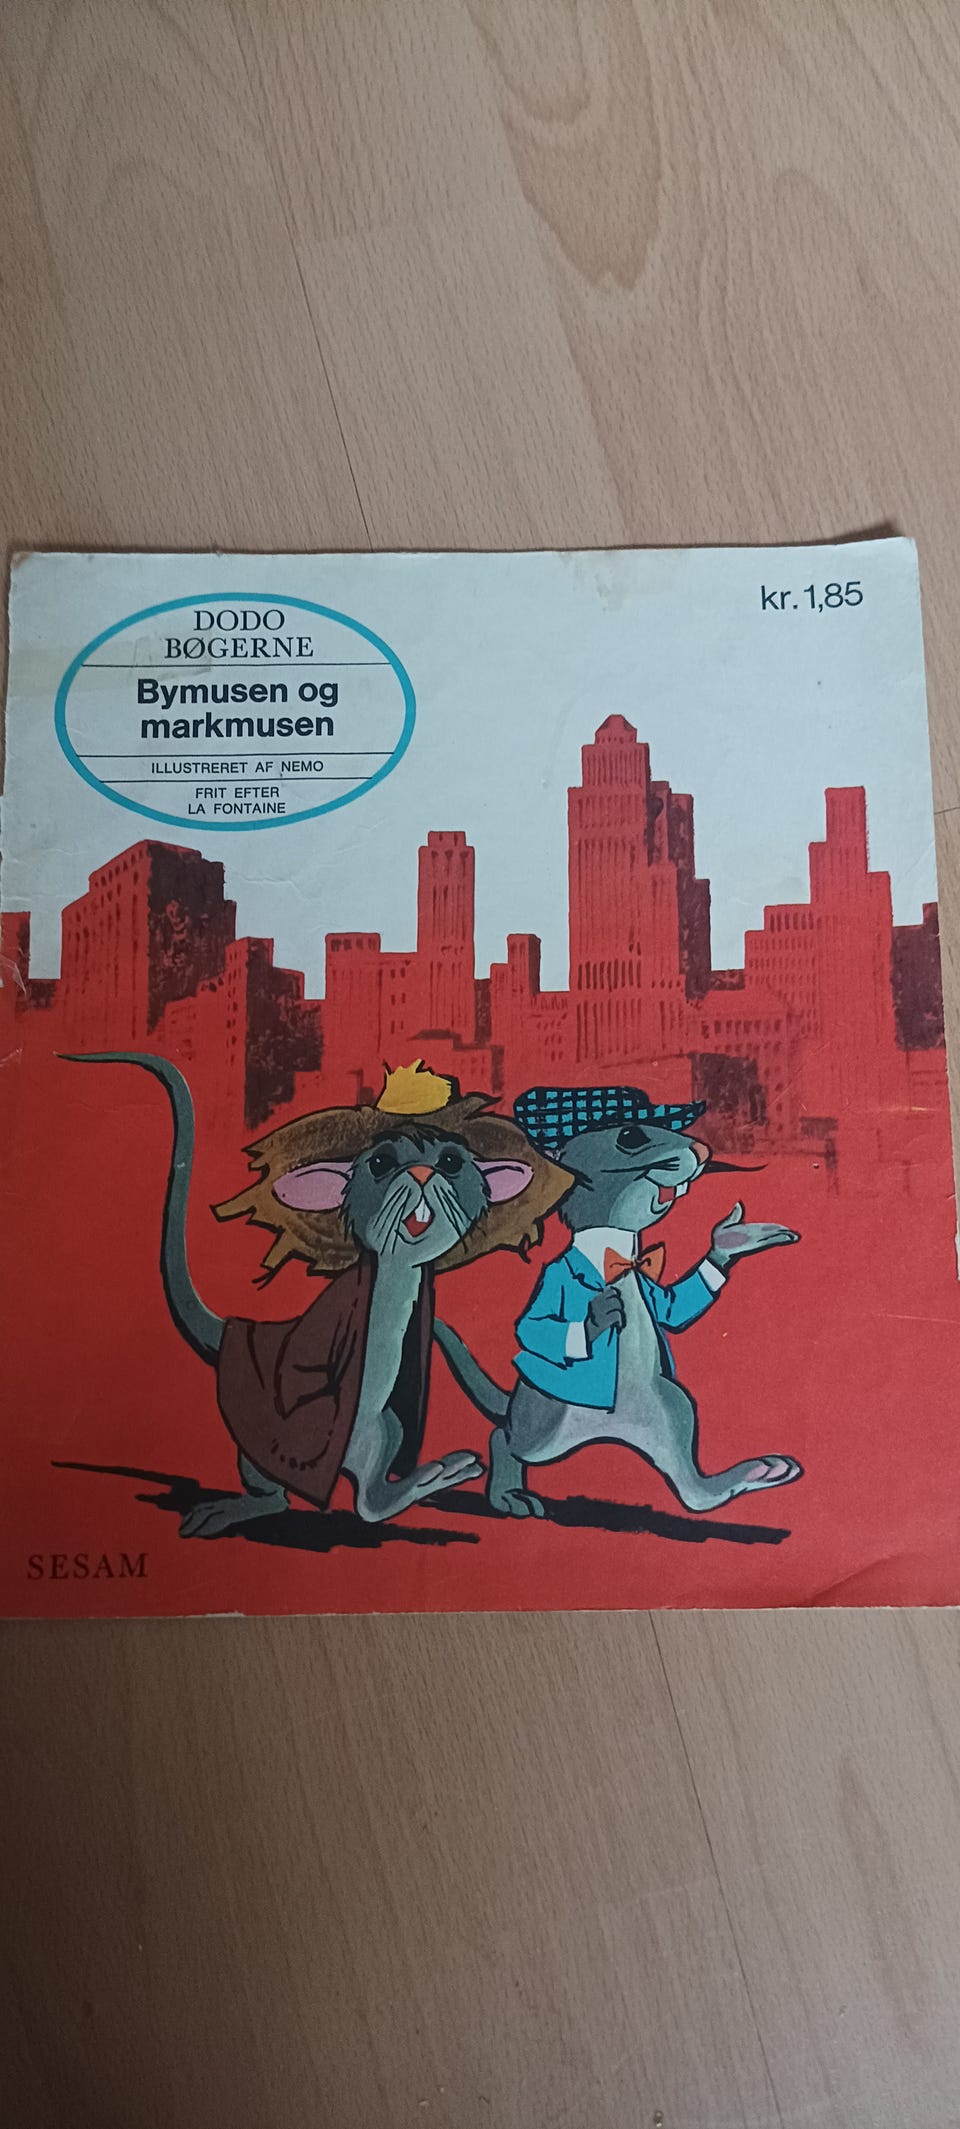 kr. 1,85
DODO
BØGERNE
Bymusen og
markmusen
ILLUSTRERET AF NEMO
FRIT EFTER
LA FONTAINE
SESAM